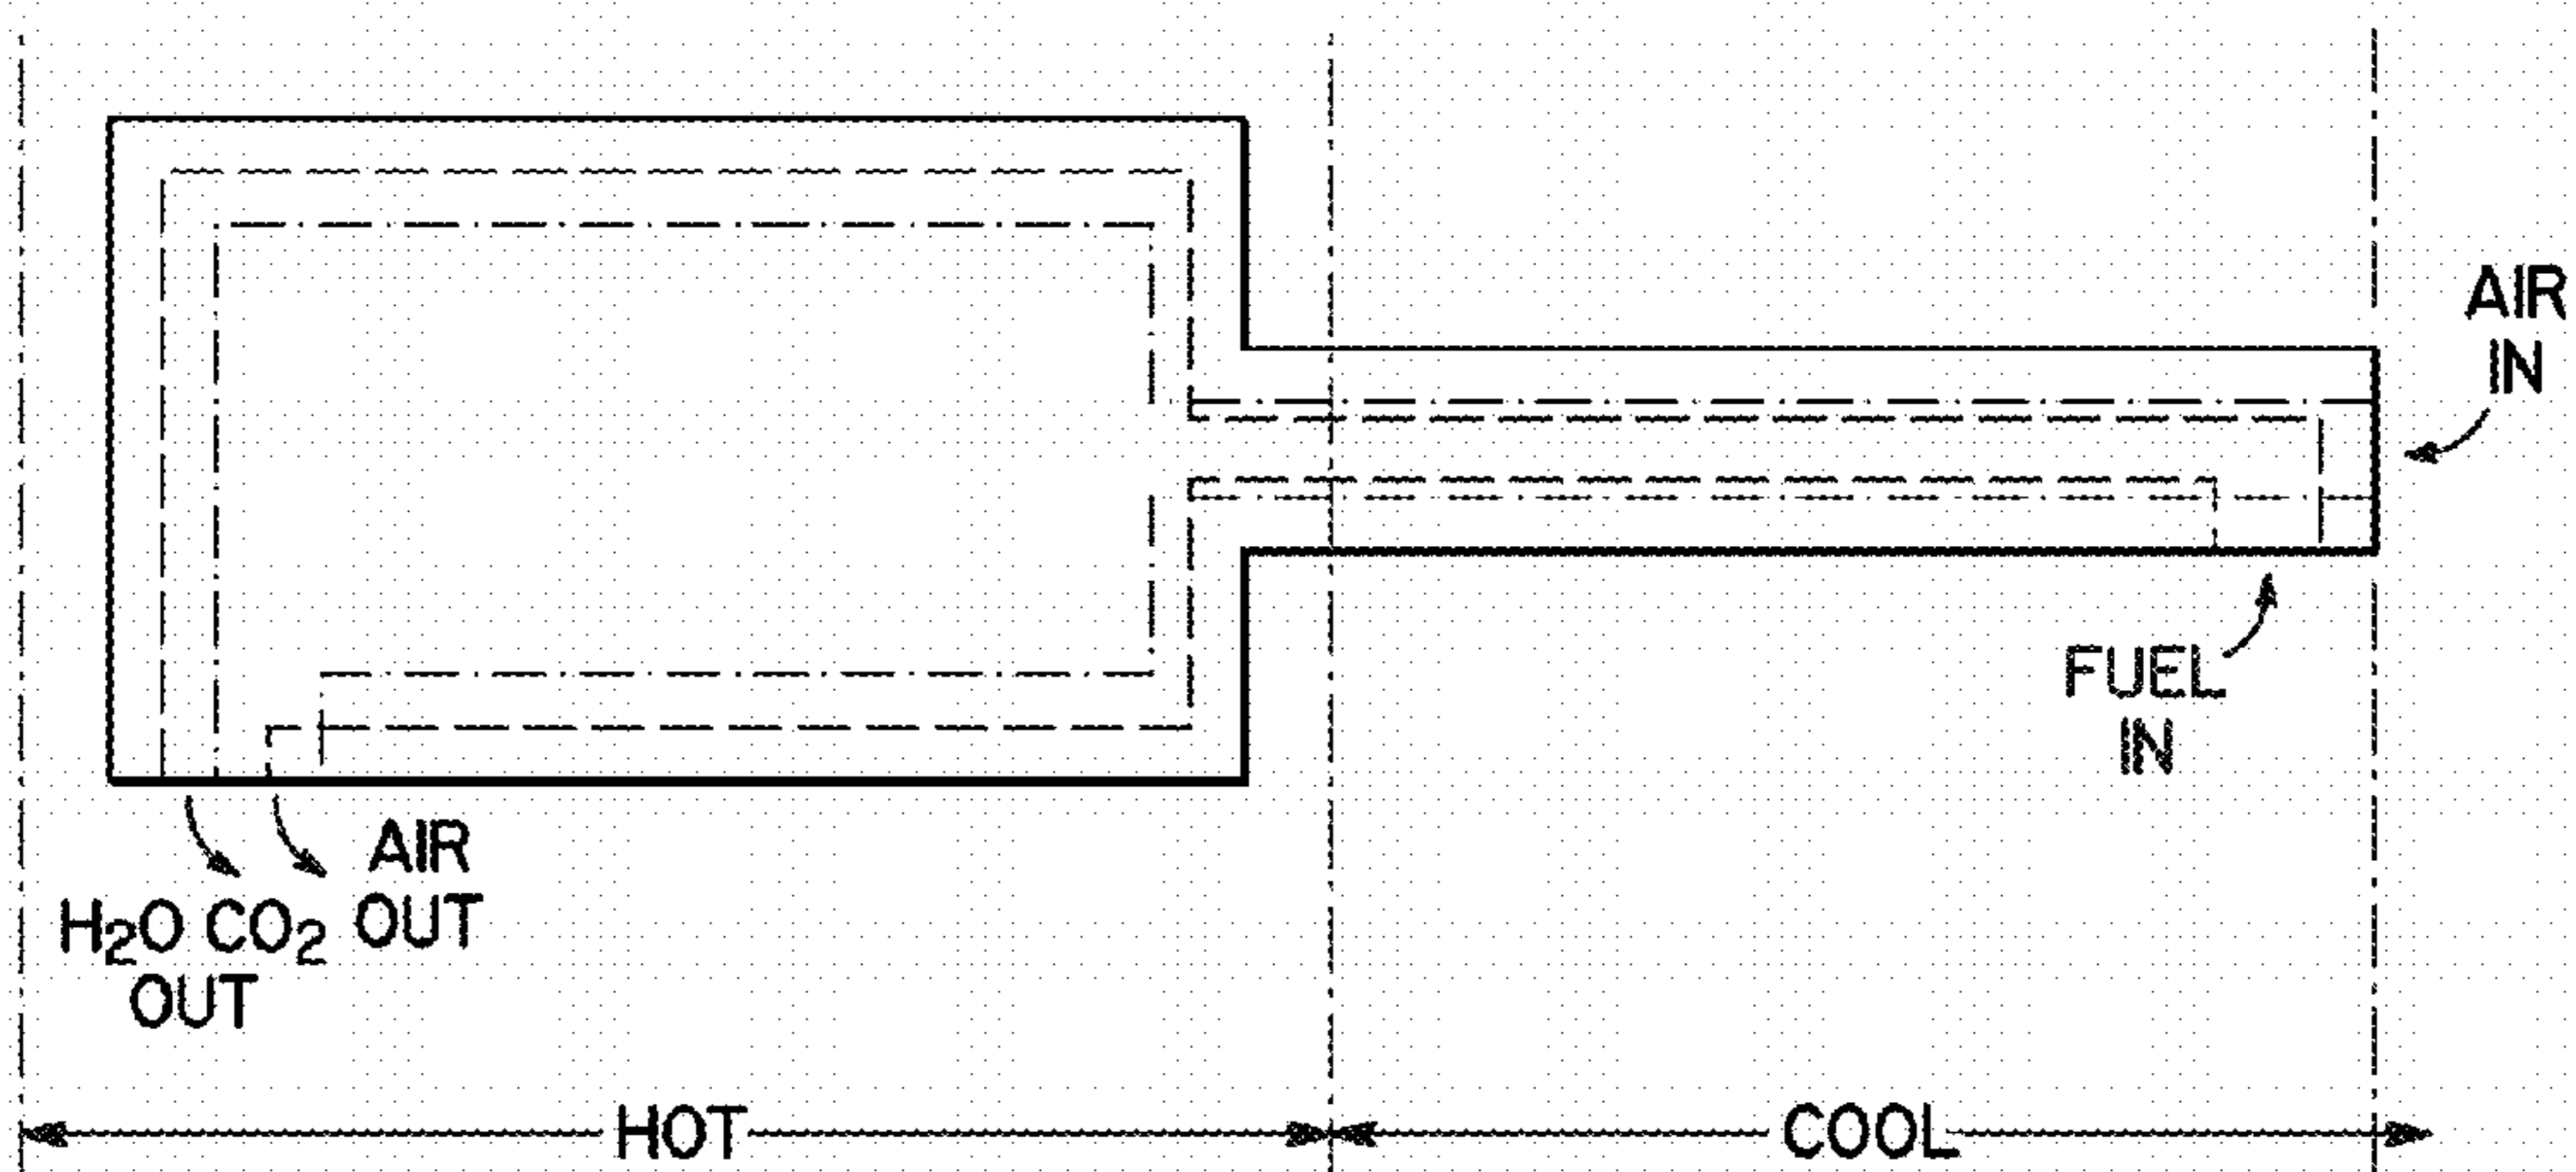 AIR
IN
FUEL
IN
AIR
OUT
H₂O CO₂
OUT
HOT
COOL